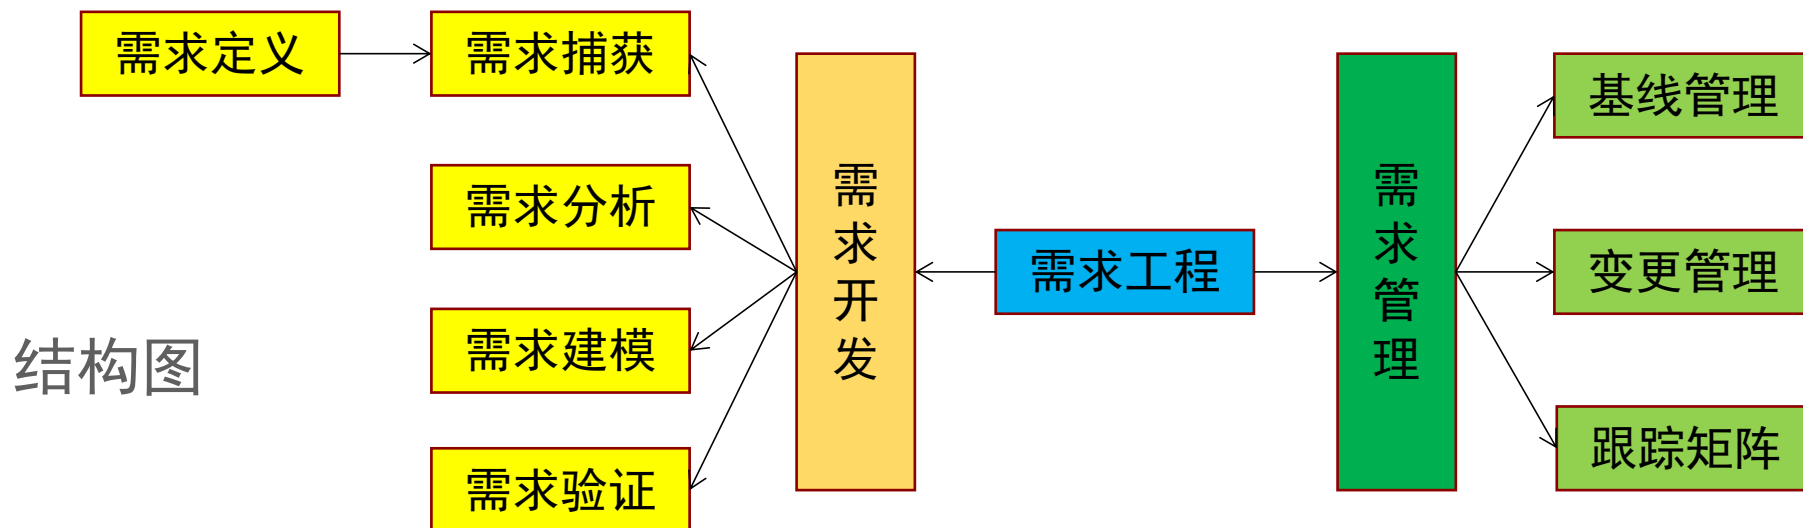 需求定义
需求捕获
需求分析
需求建模
需求验证
需求开发
需求工程
需求管理
基线管理
变更管理
跟踪矩阵
结构图